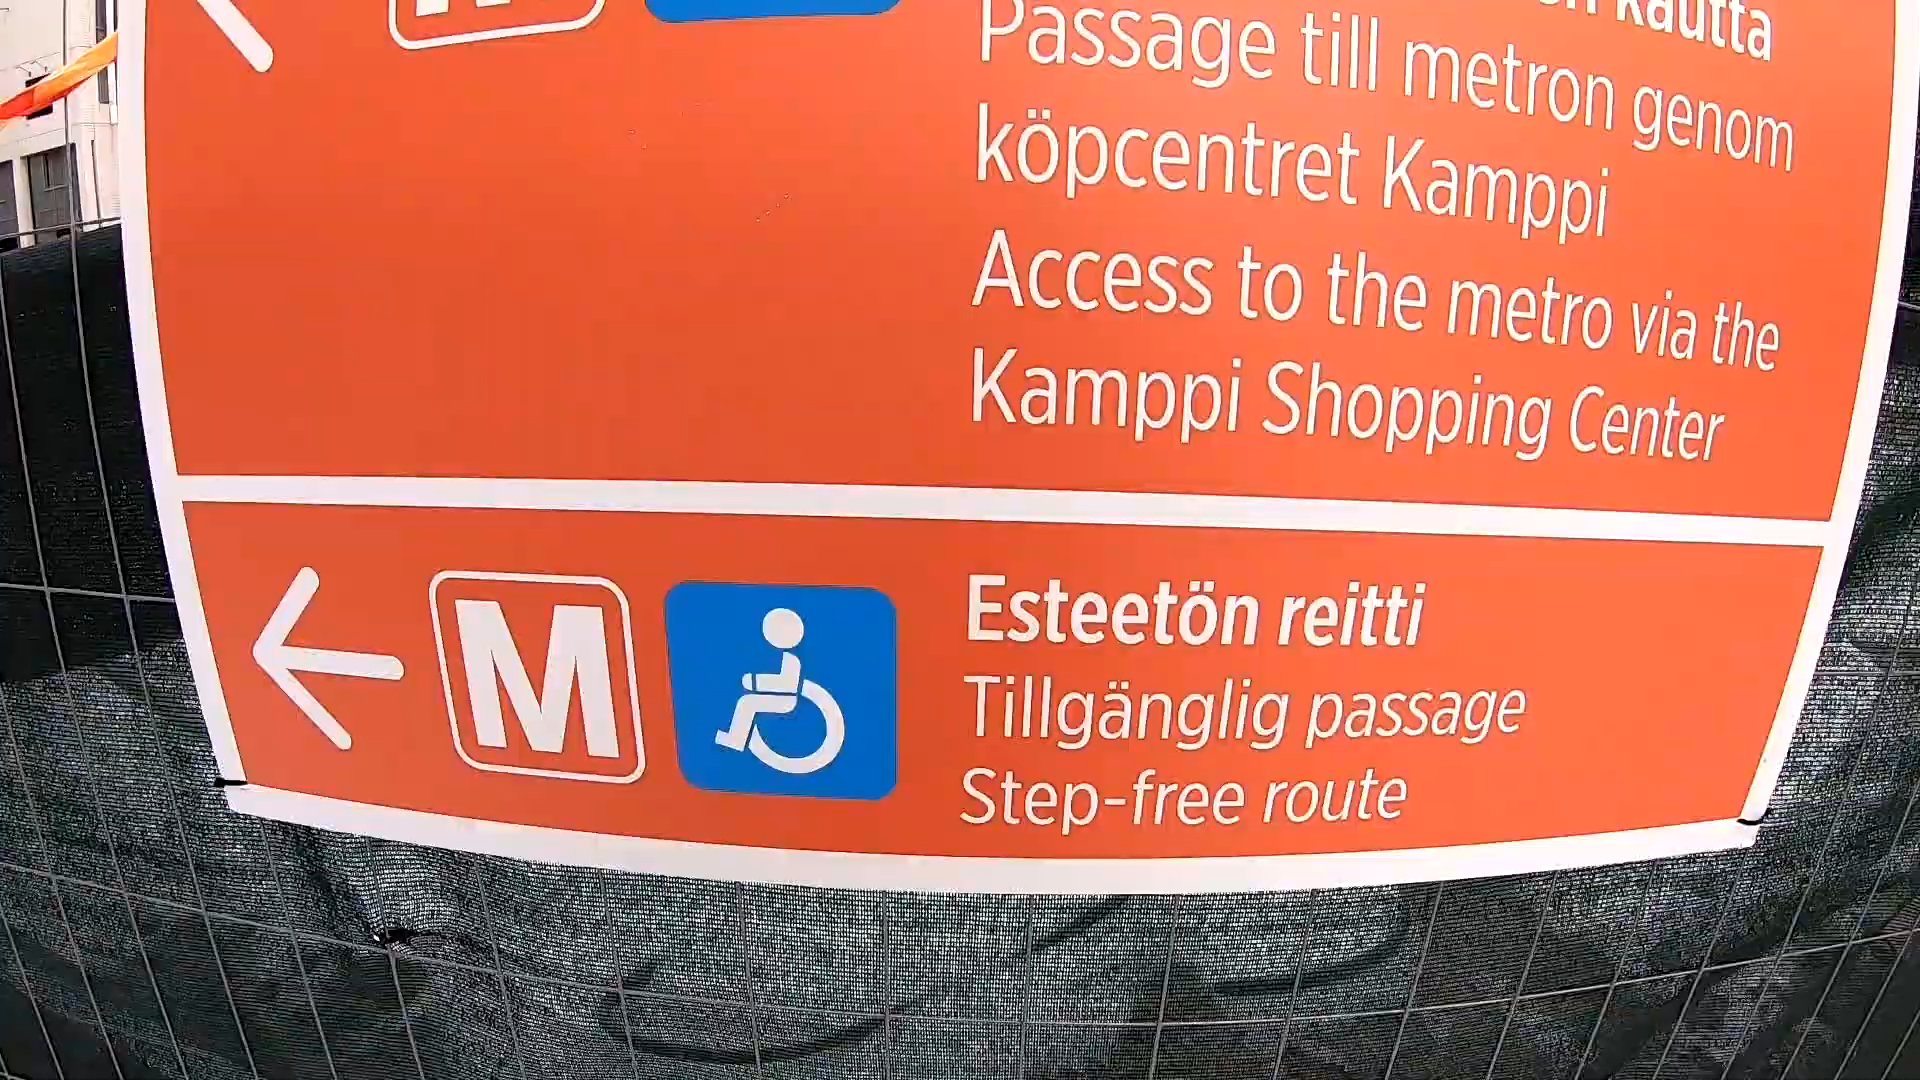 kautta
Passage till metron genom
köpcentret Kamppi
Access to the metro via the
Kamppi Shopping Center
M
Esteetön reitti
Tillgänglig passage
Step-free route